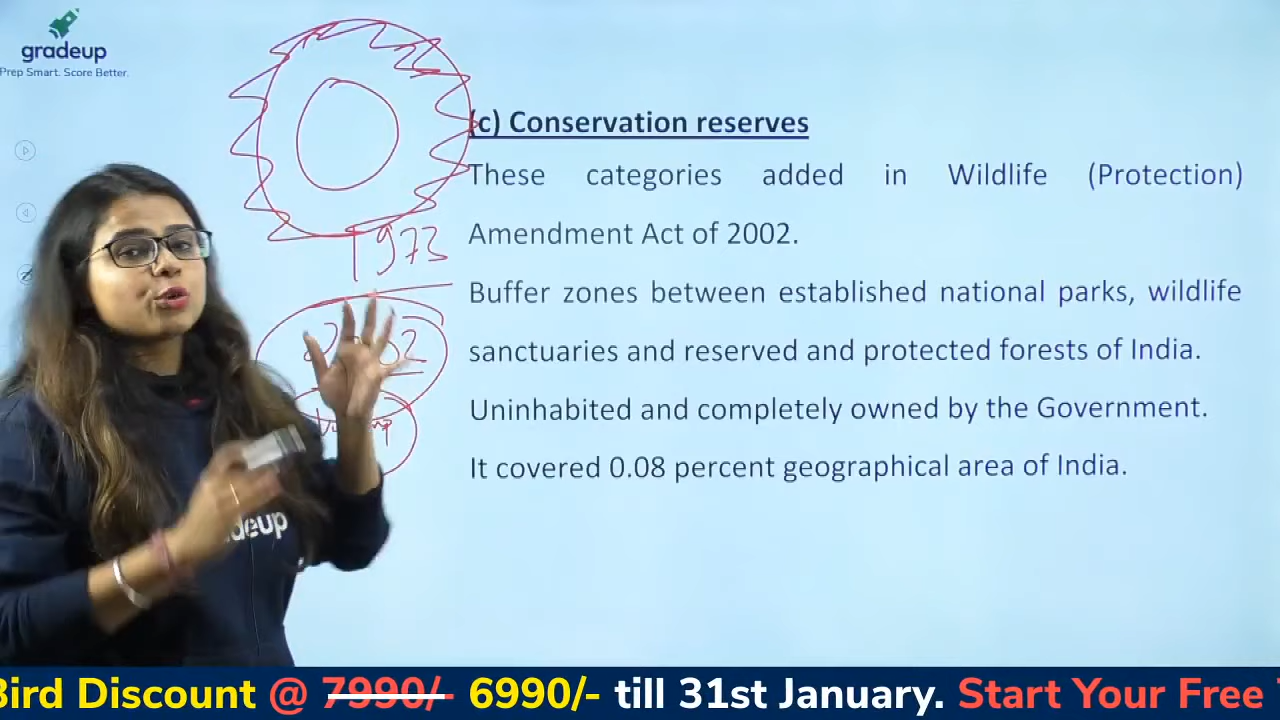 gradeup
Prep Smart. Score Better.
(c) Conservation reserves
These categories added in Wildlife (Protection)
Amendment Act of 2002.
1973
Buffer zones between established national parks, wildlife
sanctuaries and reserved and protected forests of India.
Uninhabited and completely owned by the Government.
It covered 0.08 percent geographical area of India.
deup
Bird Discount @ 7990/- 6990/- till 31st January. Start Your Free